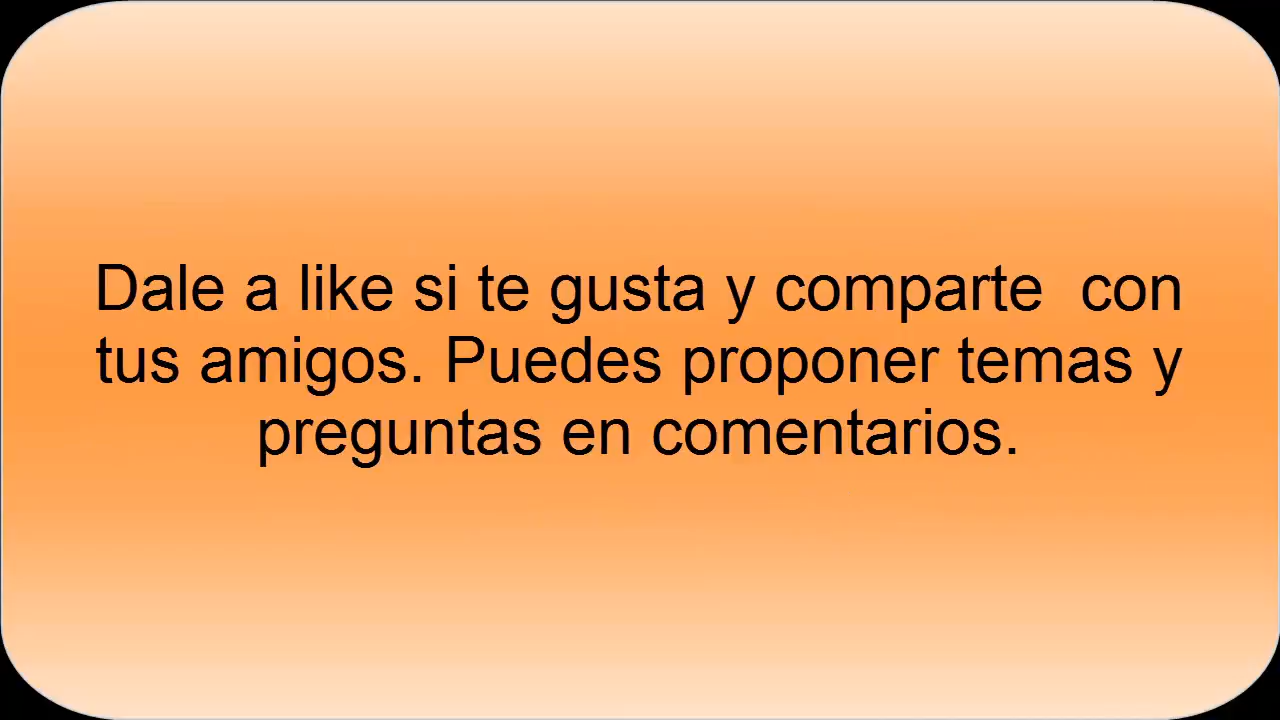 Dale a like si te gusta y comparte  con
tus amigos. Puedes proponer temas y
preguntas en comentarios.